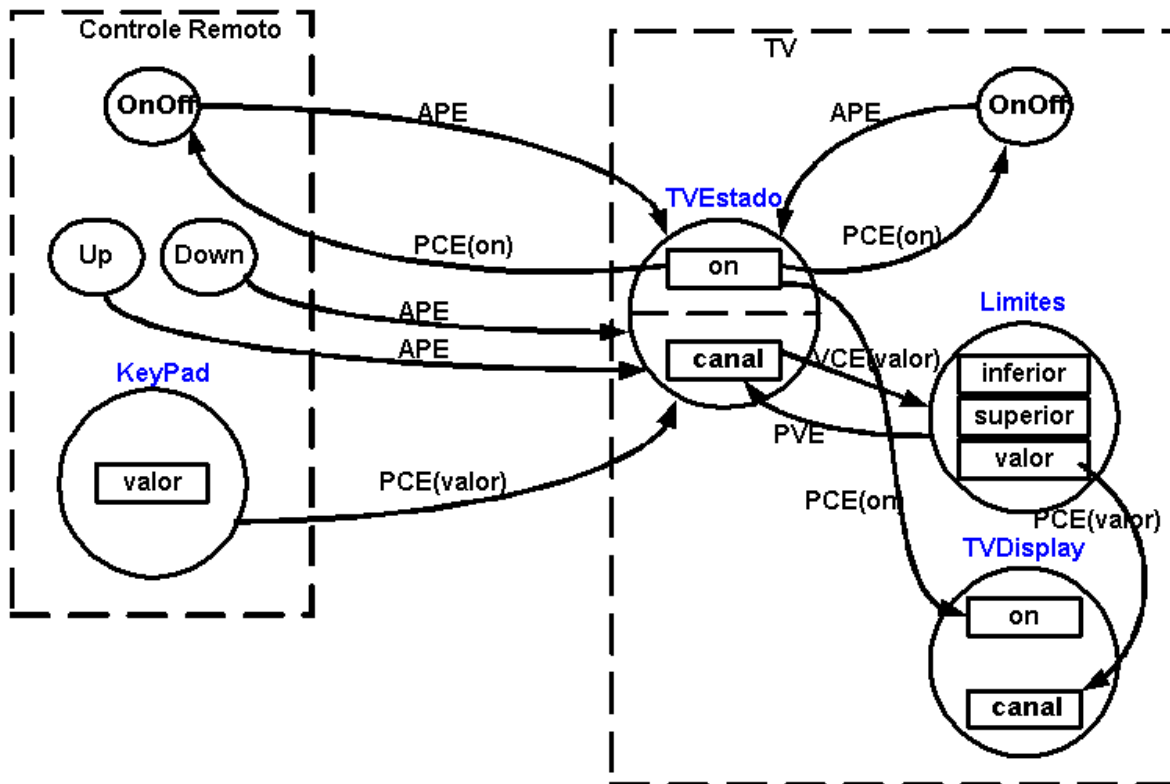 Controle Remoto
TV
OnOff
APE
APE
OnOff
TVEstado
PCE(on)
PCE(on)
Up
Down
on
APE
Limites
APE
canal
VCE(valor)
inferior
KeyPad
superior
PVE
valor
valor
PCE(valor)
PCE(on)
PCE(valor)
TVDisplay
on
canal